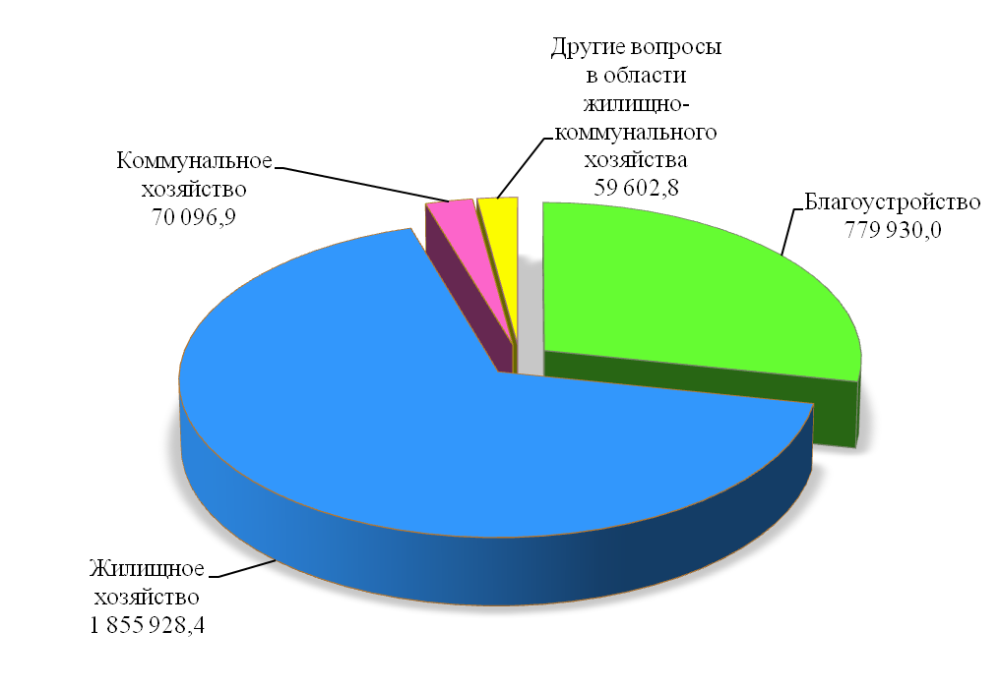 Другие вопросы
в области
жилищно-
коммунального
хозяйства
59 602,8
Коммунальное
хозяйство
70 096,9
Благоустройство
779 930,0
Жилищное
хозяйство
1 855 928,4